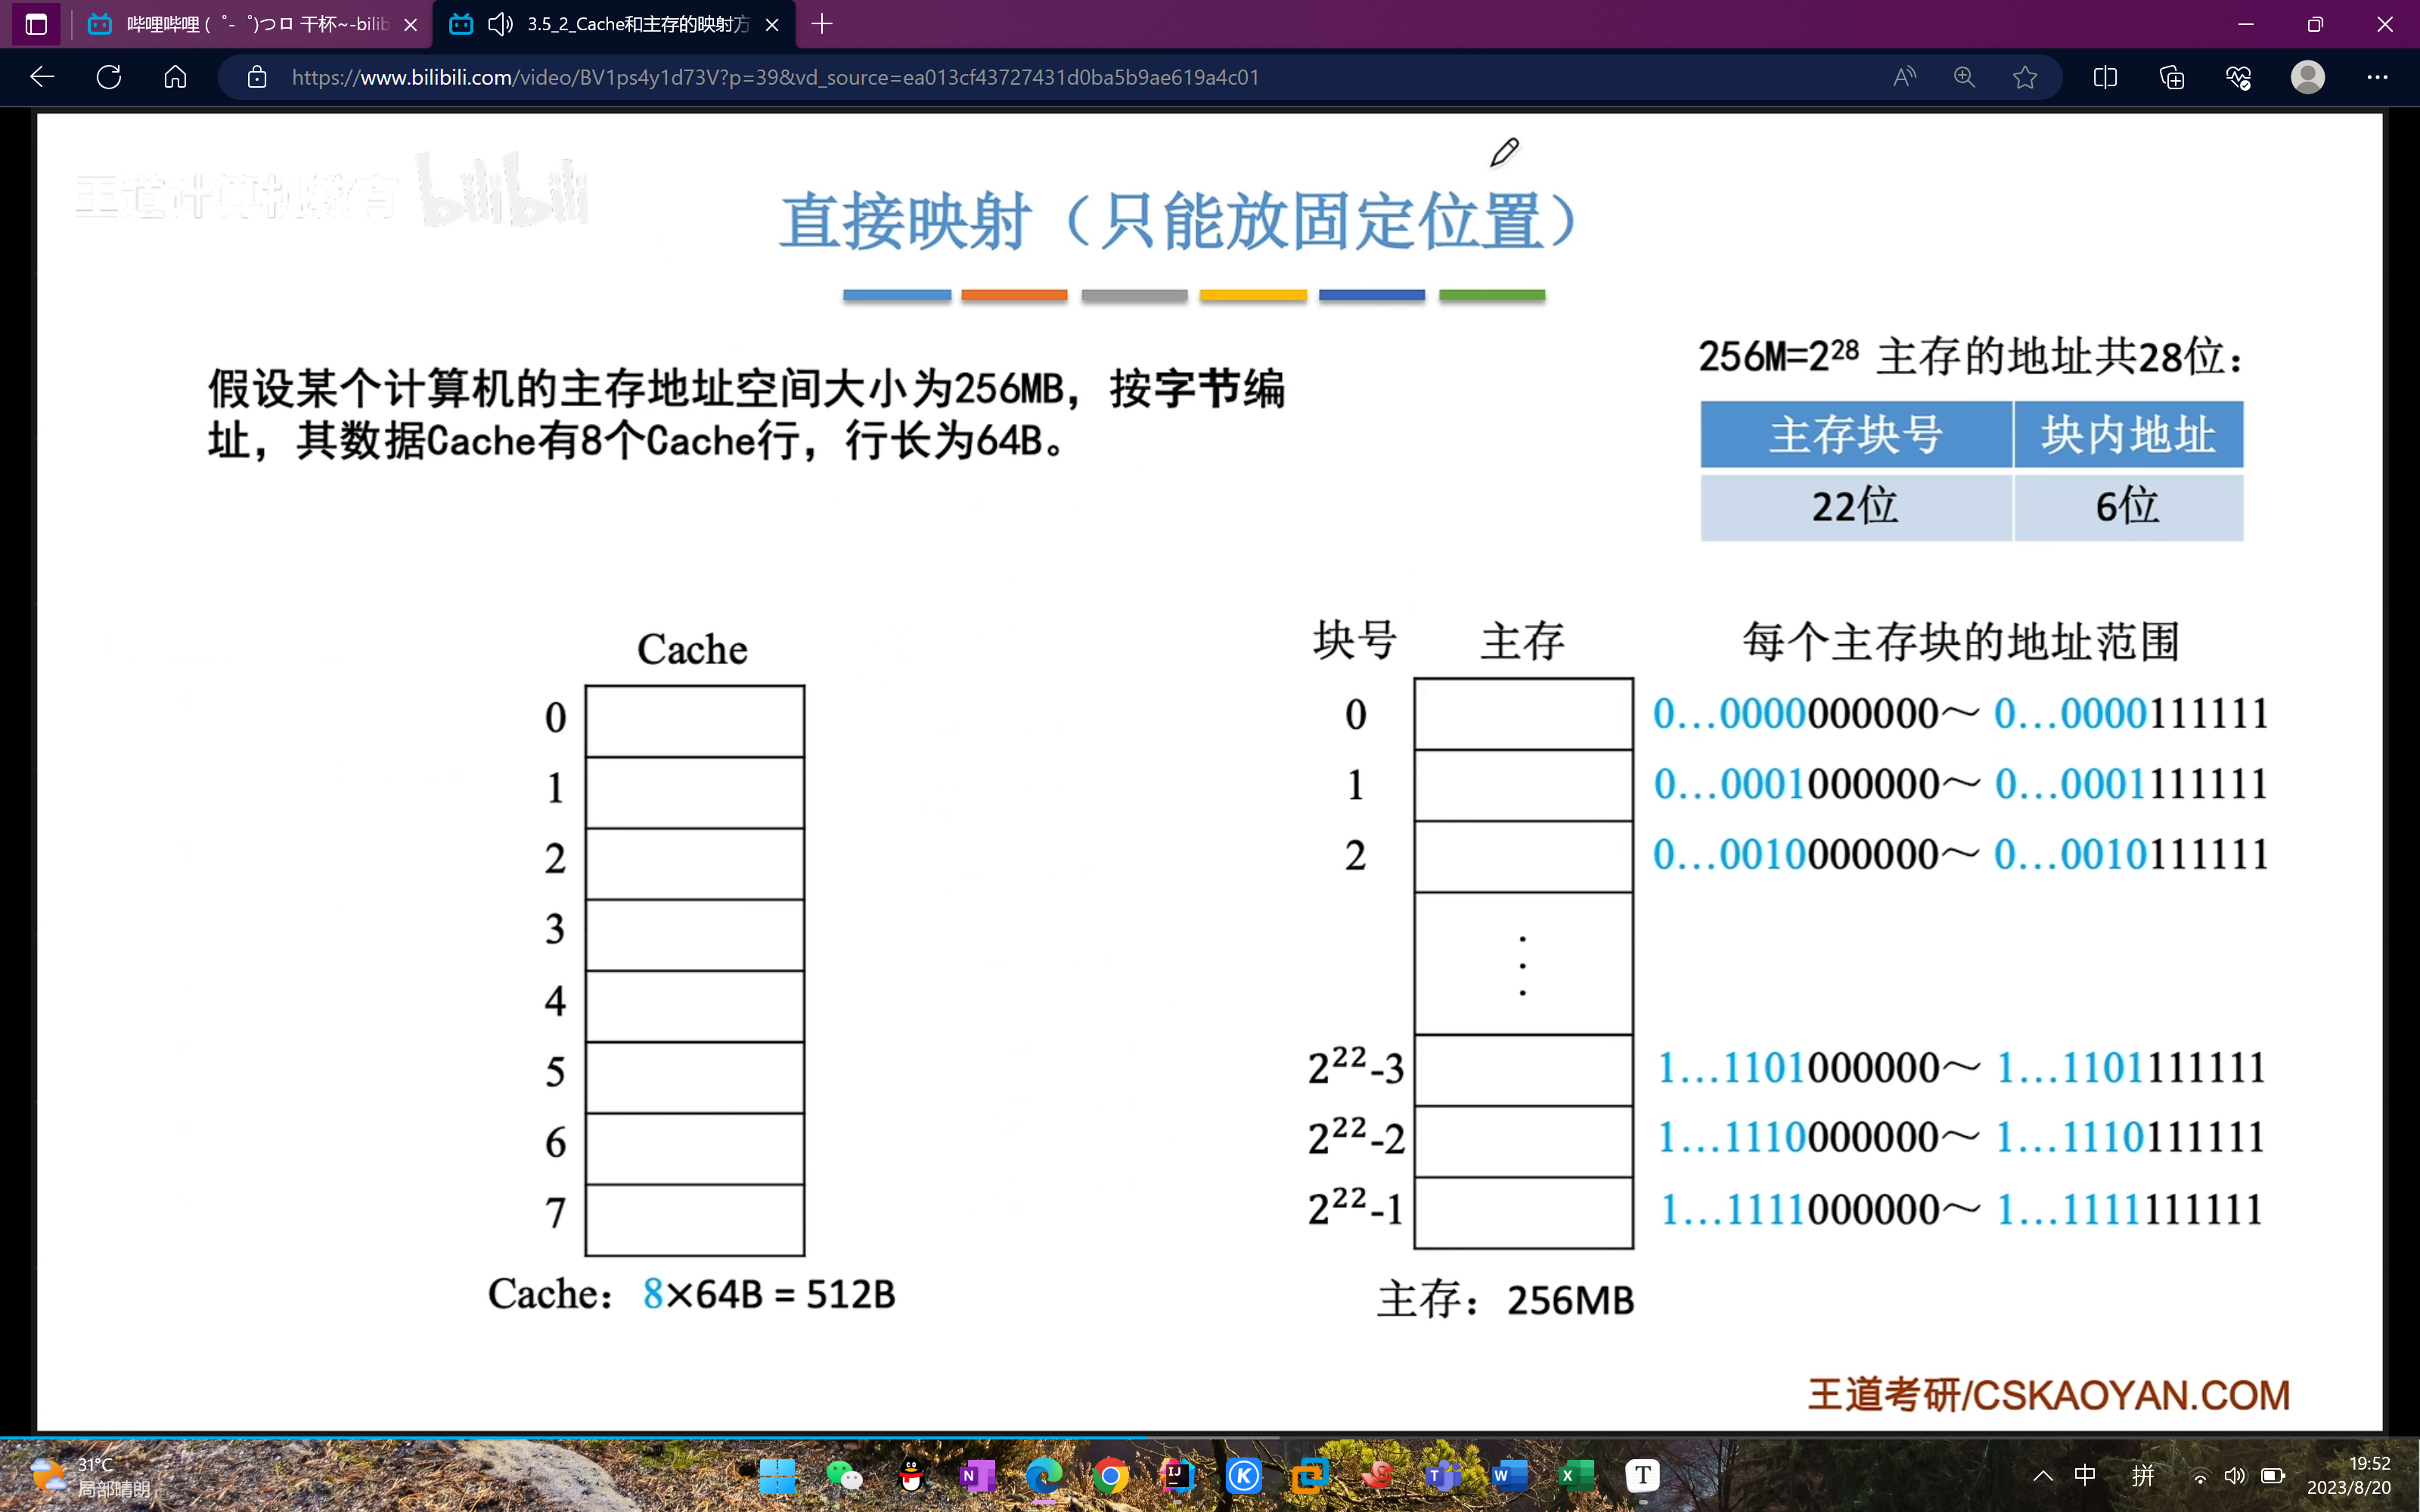 哔哩哔哩 (゜-゜)つロ 干杯~-bilib
3.5_2_Cache和主存的映射方
https://www.bilibili.com/video/BV1ps4y1d73V?p=39&vd_source=ea013cf43727431d0ba5b9ae619a4c01
王道计算机教育 bilibili
直接映射（只能放固定位置）
假设某个计算机的主存地址空间大小为256MB，按字节编
址，其数据Cache有8个Cache行，行长为64B。
256M=2²⁸ 主存的地址共28位：
主存块号 块内地址
22位 6位
Cache
0
1
2
3
4
5
6
7
Cache：8×64B = 512B
块号 主存 每个主存块的地址范围
0 0…0000000000～ 0…0000111111
1 0…0001000000～ 0…0001111111
2 0…0010000000～ 0…0010111111
2²²-3 1…1101000000～ 1…1101111111
2²²-2 1…1110000000～ 1…1110111111
2²²-1 1…1111000000～ 1…1111111111
主存：256MB
王道考研/CSKAOYAN.COM
31°C
局部晴朗
中 拼
19:52
2023/8/20